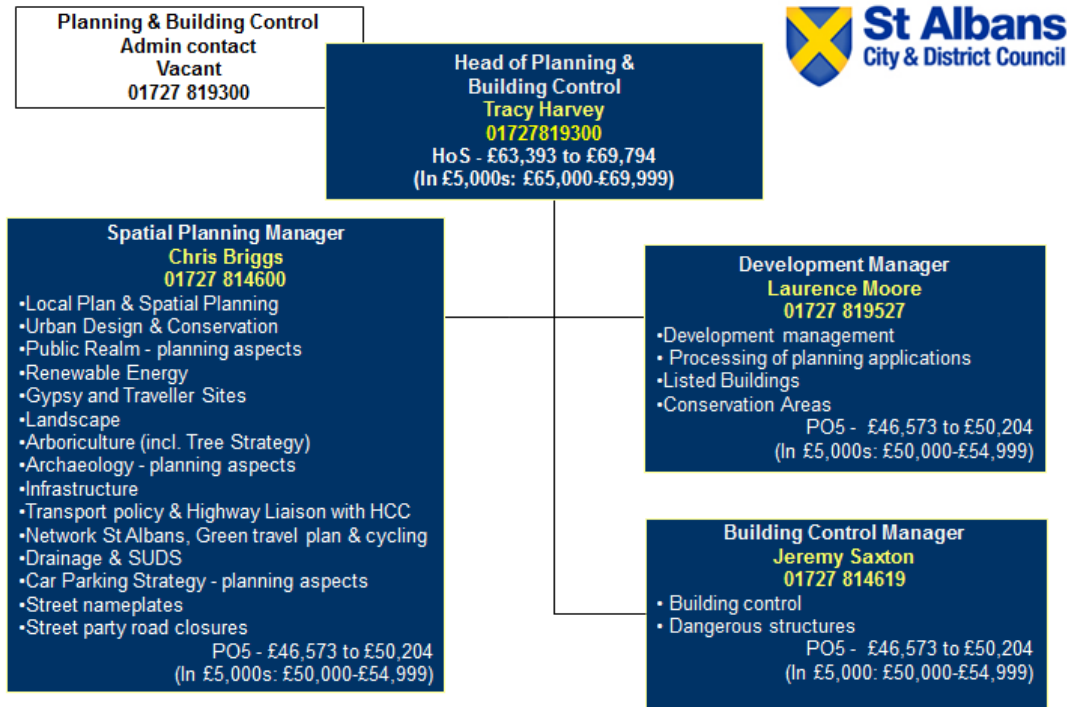 Planning & Building Control
Admin contact
Vacant
01727 819300
St Albans
City & District Council
Head of Planning &
Building Control
Tracy Harvey
01727819300
HoS - £63,393 to £69,794
(In £5,000s: £65,000-£69,999)
Spatial Planning Manager
Chris Briggs
01727 814600
•Local Plan & Spatial Planning
•Urban Design & Conservation
•Public Realm - planning aspects
•Renewable Energy
•Gypsy and Traveller Sites
•Landscape
•Arboriculture (incl. Tree Strategy)
•Archaeology - planning aspects
•Infrastructure
•Transport policy & Highway Liaison with HCC
•Network St Albans, Green travel plan & cycling
•Drainage & SUDS
•Car Parking Strategy - planning aspects
•Street nameplates
•Street party road closures
PO5 - £46,573 to £50,204
(In £5,000s: £50,000-£54,999)
Development Manager
Laurence Moore
01727 819527
•Development management
• Processing of planning applications
•Listed Buildings
•Conservation Areas
PO5 - £46,573 to £50,204
(In £5,000s: £50,000-£54,999)
Building Control Manager
Jeremy Saxton
01727 814619
• Building control
• Dangerous structures
PO5 - £46,573 to £50,204
(In £5,000: £50,000-£54,999)